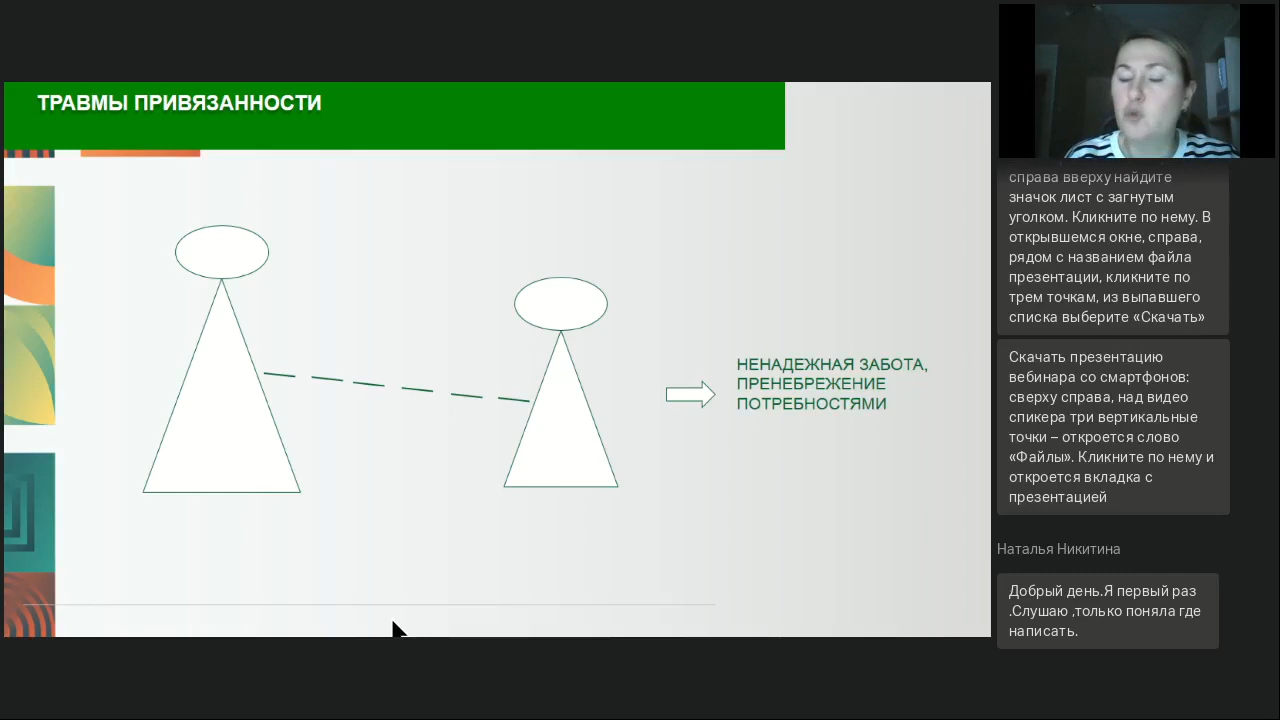 ТРАВМЫ ПРИВЯЗАННОСТИ
НЕНАДЕЖНАЯ ЗАБОТА,
ПРЕНЕБРЕЖЕНИЕ
ПОТРЕБНОСТЯМИ
справа вверху найдите
значок лист с загнутым
уголком. Кликните по нему. В
открывшемся окне, справа,
рядом с названием файла
презентации, кликните по
трем точкам, из выпавшего
списка выберите «Скачать»
Скачать презентацию
вебинара со смартфонов:
сверху справа, над видео
спикера три вертикальные
точки – откроется слово
«Файлы». Кликните по нему и
откроется вкладка с
презентацией
Наталья Никитина
Добрый день.Я первый раз
.Слушаю ,только поняла где
написать.